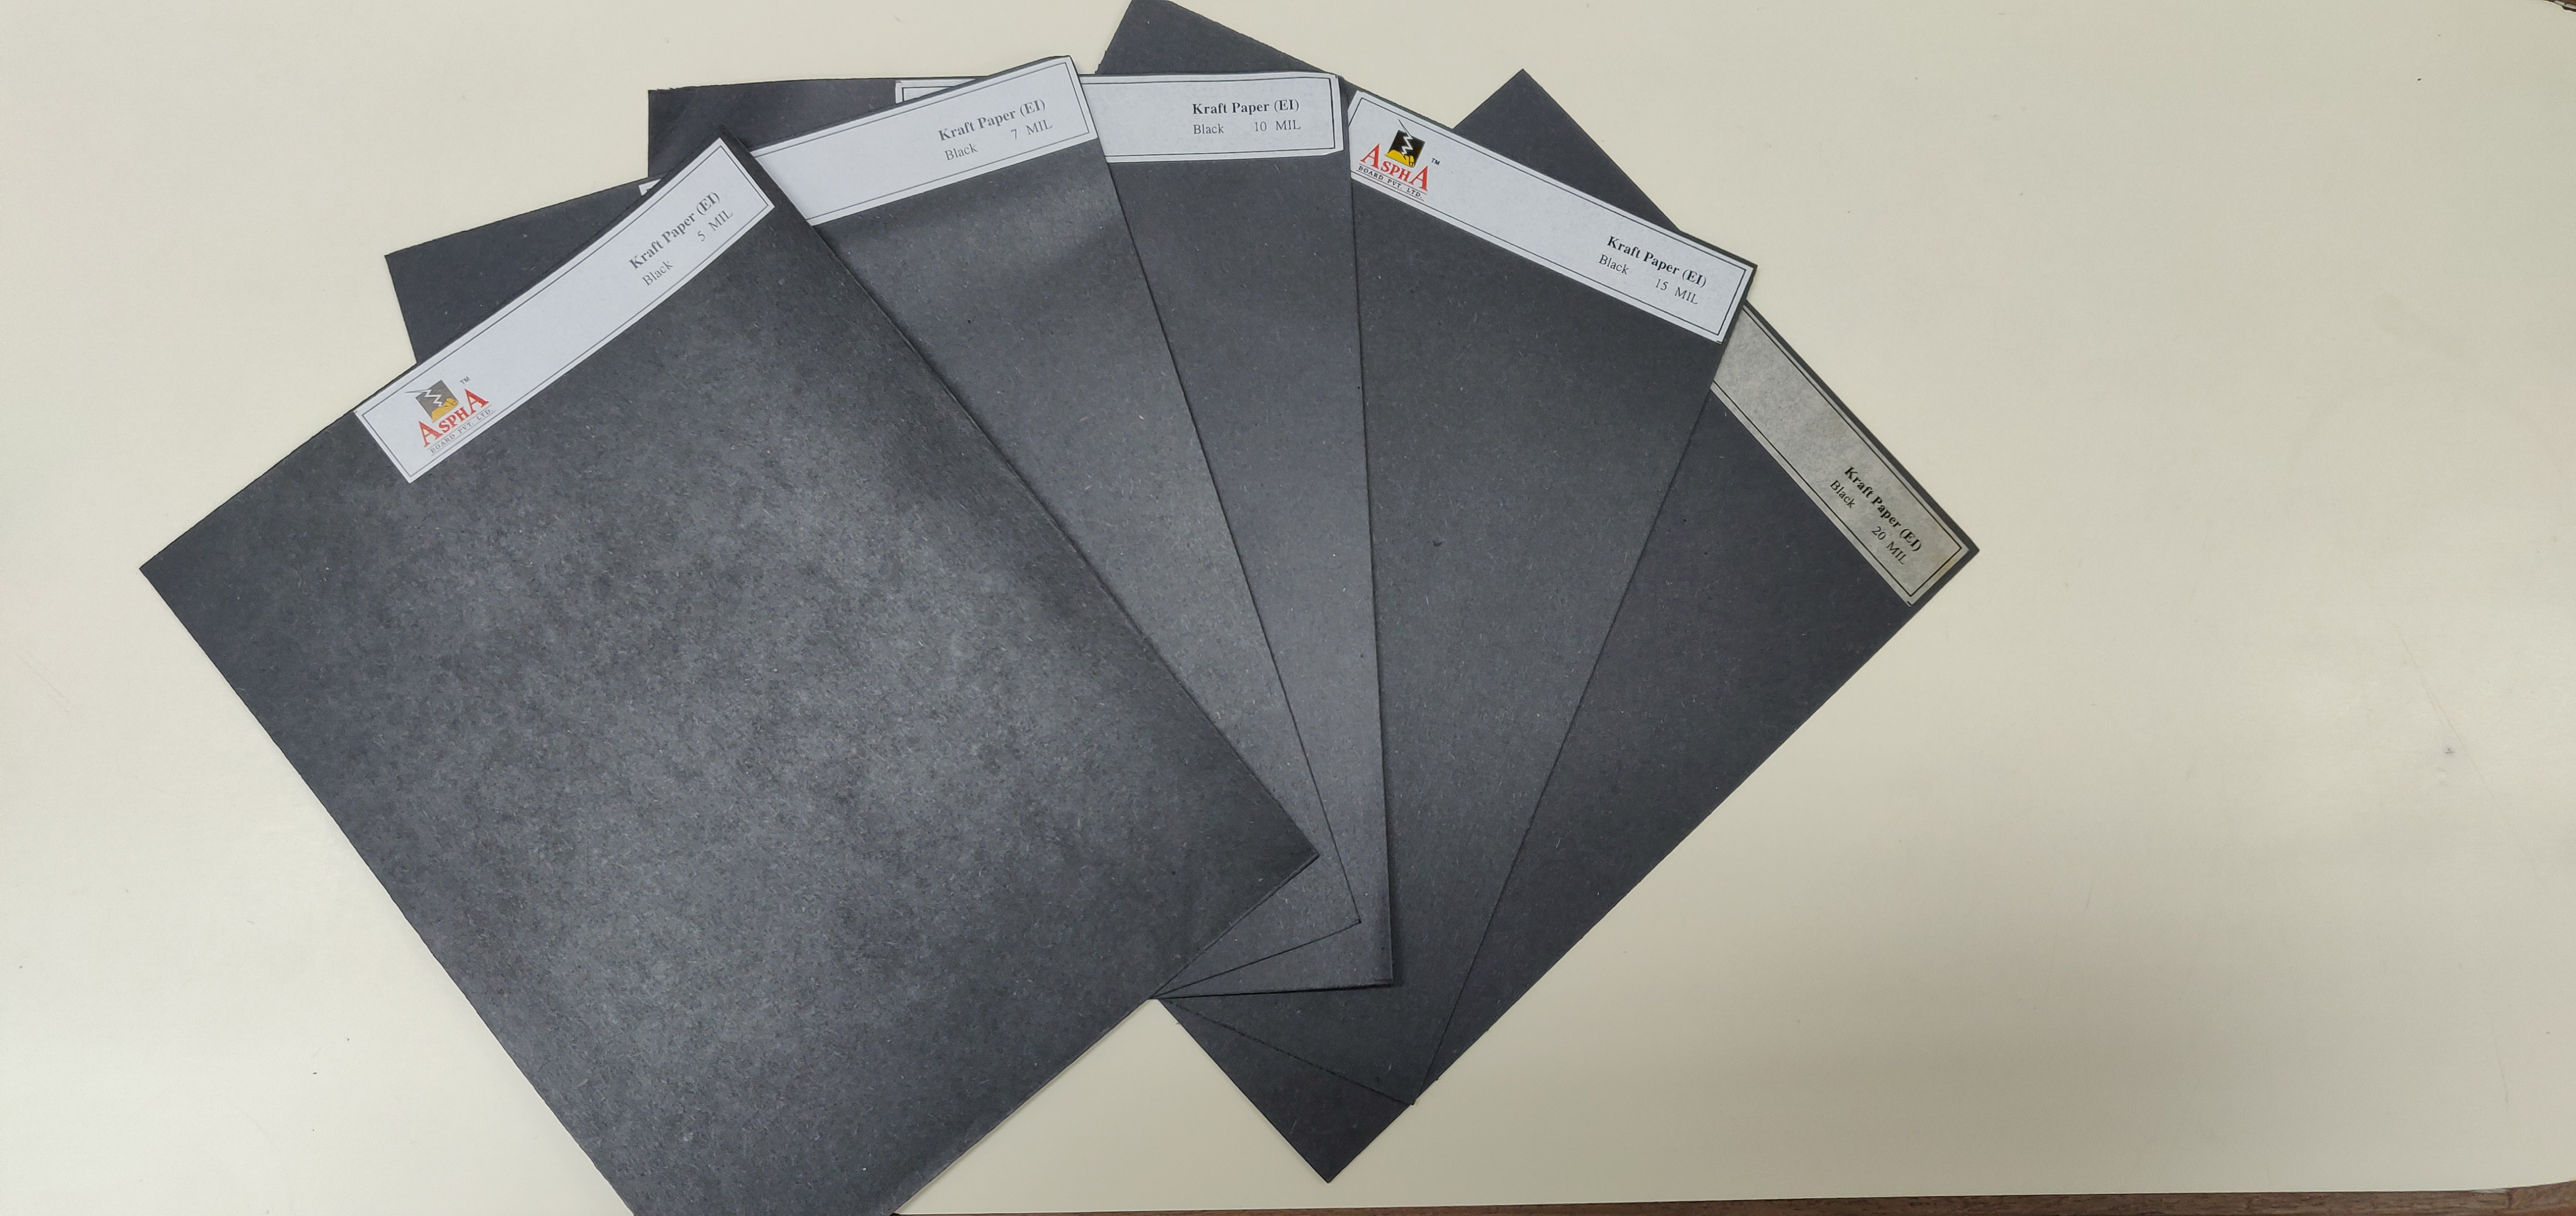 ASPHA
TM
BOARD PVT. LTD.
Kraft Paper (EI)
Black 5 MIL
Kraft Paper (EI)
Black 7 MIL
Kraft Paper (EI)
Black 10 MIL
ASPHA
TM
BOARD PVT. LTD.
Kraft Paper (EI)
Black 15 MIL
Kraft Paper (EI)
Black 20 MIL